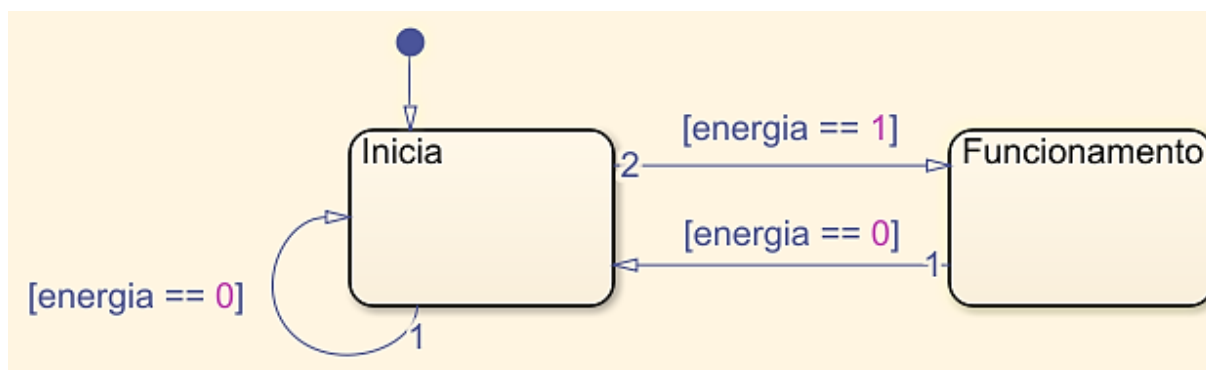 [energia == 1]
Inicia
2
Funcionamento
[energia == 0]
1
[energia == 0]
1